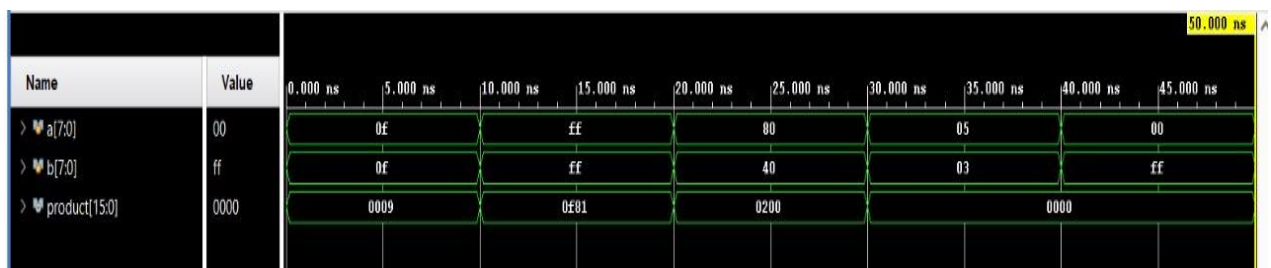 50.000 ns
Name Value 0.000 ns 5.000 ns 10.000 ns 15.000 ns 20.000 ns 25.000 ns 30.000 ns 35.000 ns 40.000 ns 45.000 ns
a[7:0] 00 0f ff 80 05 00
b[7:0] ff 0f ff 40 03 ff
product[15:0] 0000 0009 0f81 0200 0000